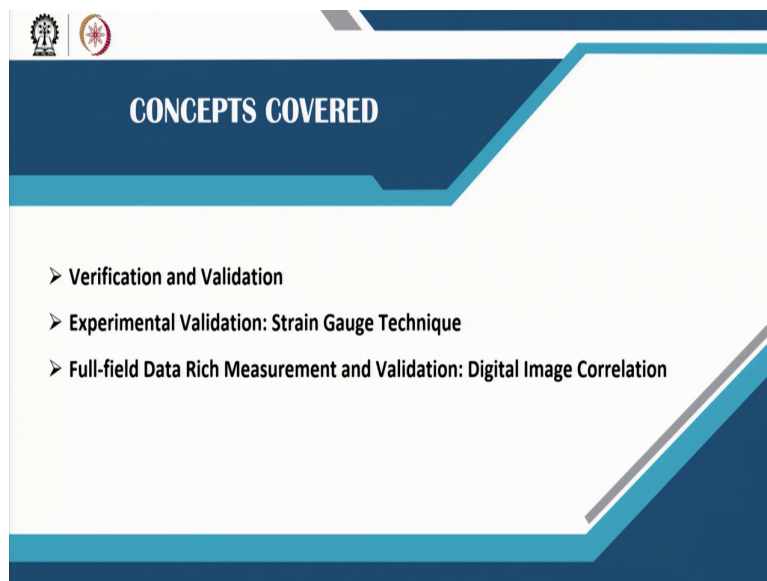 CONCEPTS COVERED
➢ Verification and Validation
➢ Experimental Validation: Strain Gauge Technique
➢ Full-field Data Rich Measurement and Validation: Digital Image Correlation